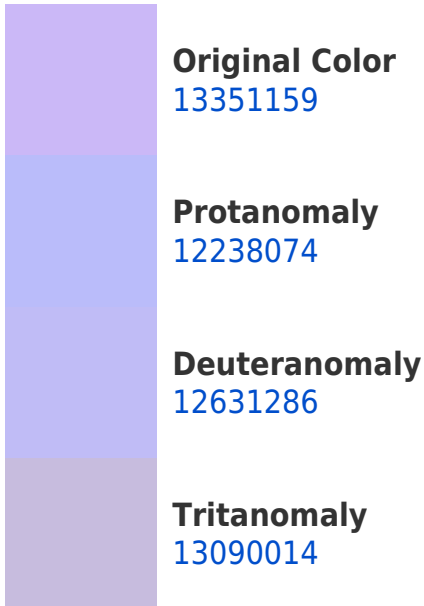 Original Color
13351159
Protanomaly
12238074
Deuteranomaly
12631286
Tritanomaly
13090014